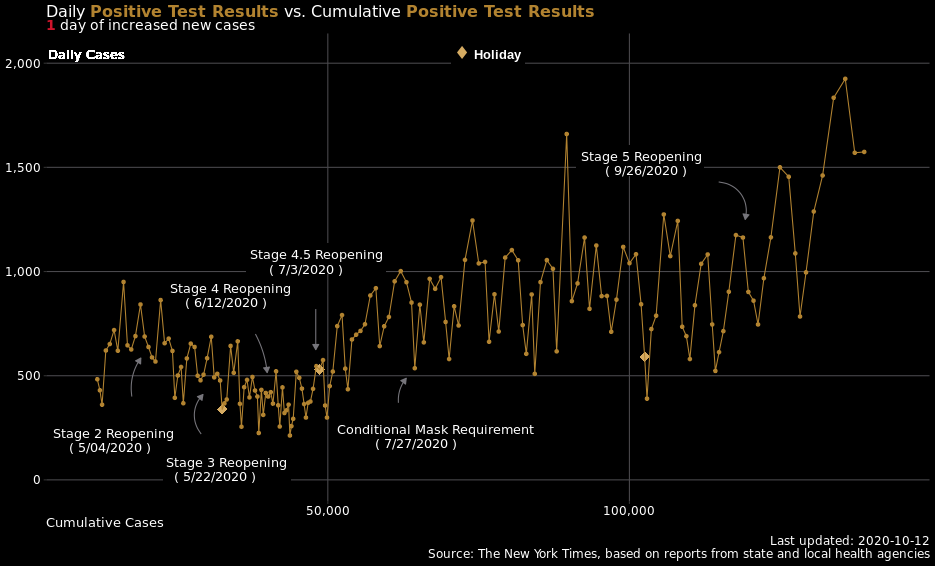 Daily Positive Test Results vs. Cumulative Positive Test Results
1 day of increased new cases
Daily Cases
Holiday
2,000
1,500
1,000
500
0
Stage 5 Reopening
( 9/26/2020 )
Stage 4.5 Reopening
( 7/3/2020 )
Stage 4 Reopening
( 6/12/2020 )
Stage 2 Reopening
( 5/04/2020 )
Conditional Mask Requirement
( 7/27/2020 )
Stage 3 Reopening
( 5/22/2020 )
50,000
100,000
Cumulative Cases
Last updated: 2020-10-12
Source: The New York Times, based on reports from state and local health agencies